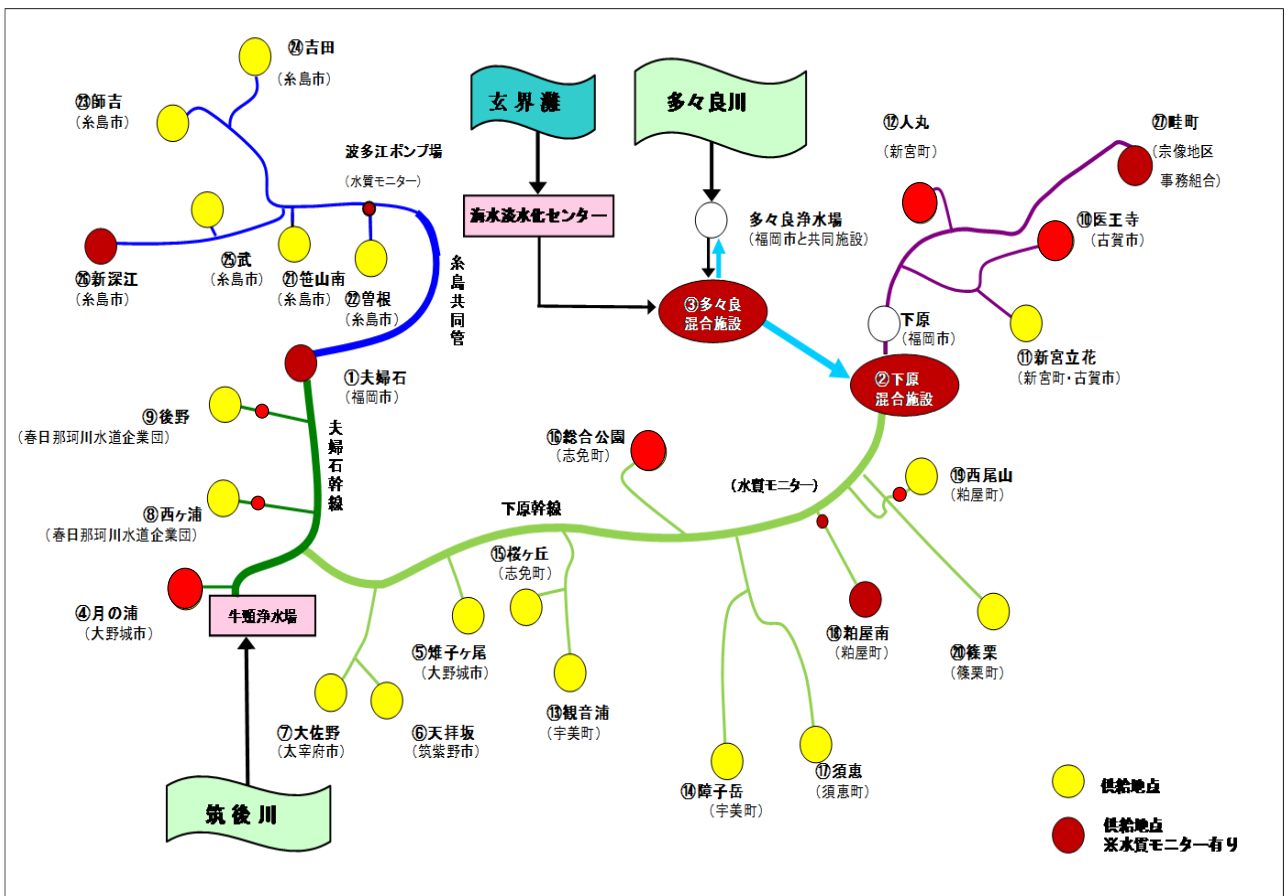 ㉔吉田
(糸島市)
㉓師吉
(糸島市)
玄界灘
多々良川
⑫人丸
(新宮町)
㉗畦町
(宗像地区
事務組合)
波多江ポンプ場
(水質モニター)
海水淡水化センター
多々良浄水場
(福岡市と共同施設)
⑩医王寺
(古賀市)
㉖新深江
(糸島市)
㉕武
(糸島市)
㉑笹山南
(糸島市)
㉒曽根
(糸島市)
糸島共同管
③多々良
混合施設
下原
(福岡市)
⑪新宮立花
(新宮町・古賀市)
①夫婦石
(福岡市)
②下原
混合施設
⑨後野
(春日那珂川水道企業団)
夫婦石幹線
⑯総合公園
(志免町)
⑲西尾山
(粕屋町)
(水質モニター)
⑧西ヶ浦
(春日那珂川水道企業団)
下原幹線
⑮桜ヶ丘
(志免町)
④月の浦
(大野城市)
牛頸浄水場
⑤雉子ヶ尾
(大野城市)
⑱粕屋南
(粕屋町)
⑳篠栗
(篠栗町)
⑦大佐野
(太宰府市)
⑥天拝坂
(筑紫野市)
⑬観音浦
(宇美町)
⑭障子岳
(宇美町)
⑰須恵
(須恵町)
筑後川
供給地点
供給地点
※水質モニター有り